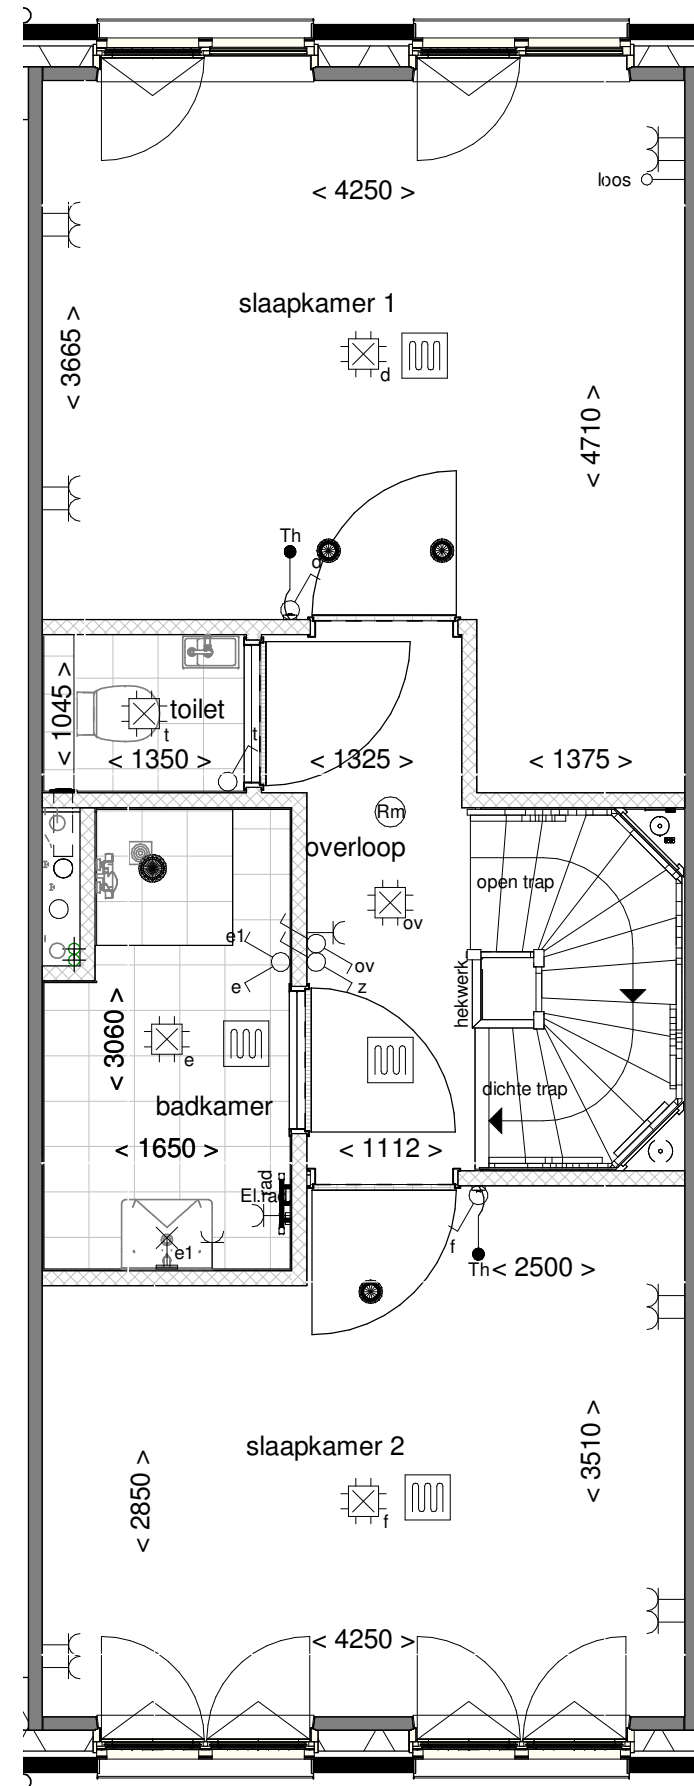 < 4250 >
loos
slaapkamer 1
< 3665 >
d
< 4710 >
Th
d
< 1045 >
toilet
t
t
< 1350 >
< 1325 >
< 1375 >
Rm
overloop
open trap
ov
e1
ov
e
z
hekwerk
< 3060 >
e
dichte trap
badkamer
< 1650 >
< 1112 >
rad
El.rad
e1
f
Th
< 2500 >
slaapkamer 2
< 2850 >
< 3510 >
f
< 4250 >